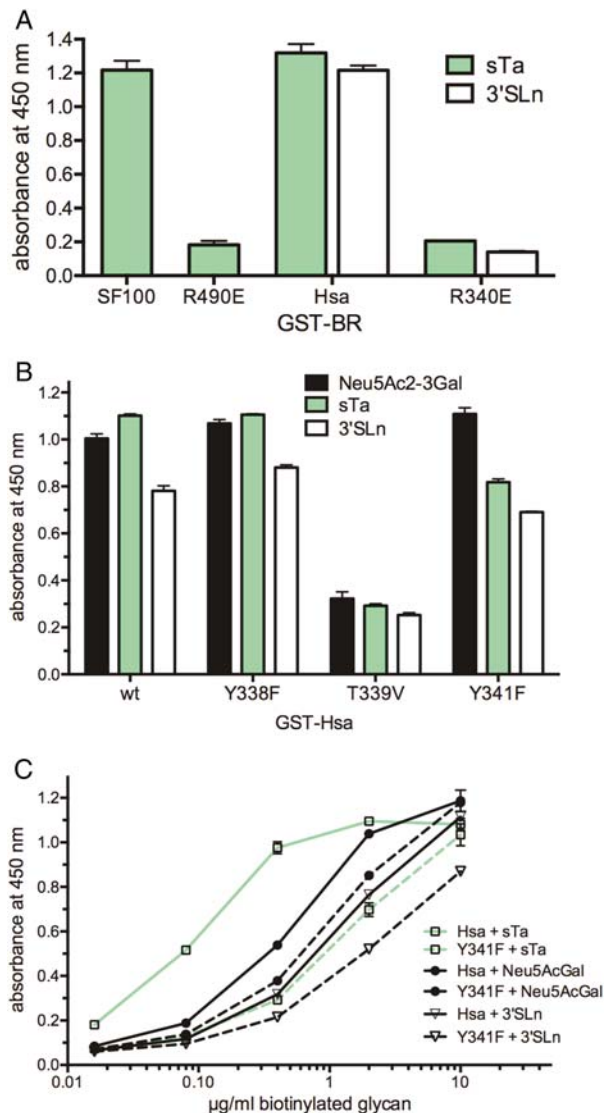 A
absorbance at 450 nm
1.4
1.2
1.0
0.8
0.6
0.4
0.2
0.0
sTa
3'SLn
SF100 R490E Hsa R340E
GST-BR
B
absorbance at 450 nm
1.2
1.0
0.8
0.6
0.4
0.2
0.0
Neu5Ac2-3Gal
sTa
3'SLn
wt Y338F T339V Y341F
GST-Hsa
C
absorbance at 450 nm
1.2
1.0
0.8
0.6
0.4
0.2
0.0
Hsa + sTa
Y341F + sTa
Hsa + Neu5AcGal
Y341F + Neu5AcGal
Hsa + 3'SLn
Y341F + 3'SLn
0.01 0.10 1 10 100
µg/ml biotinylated glycan